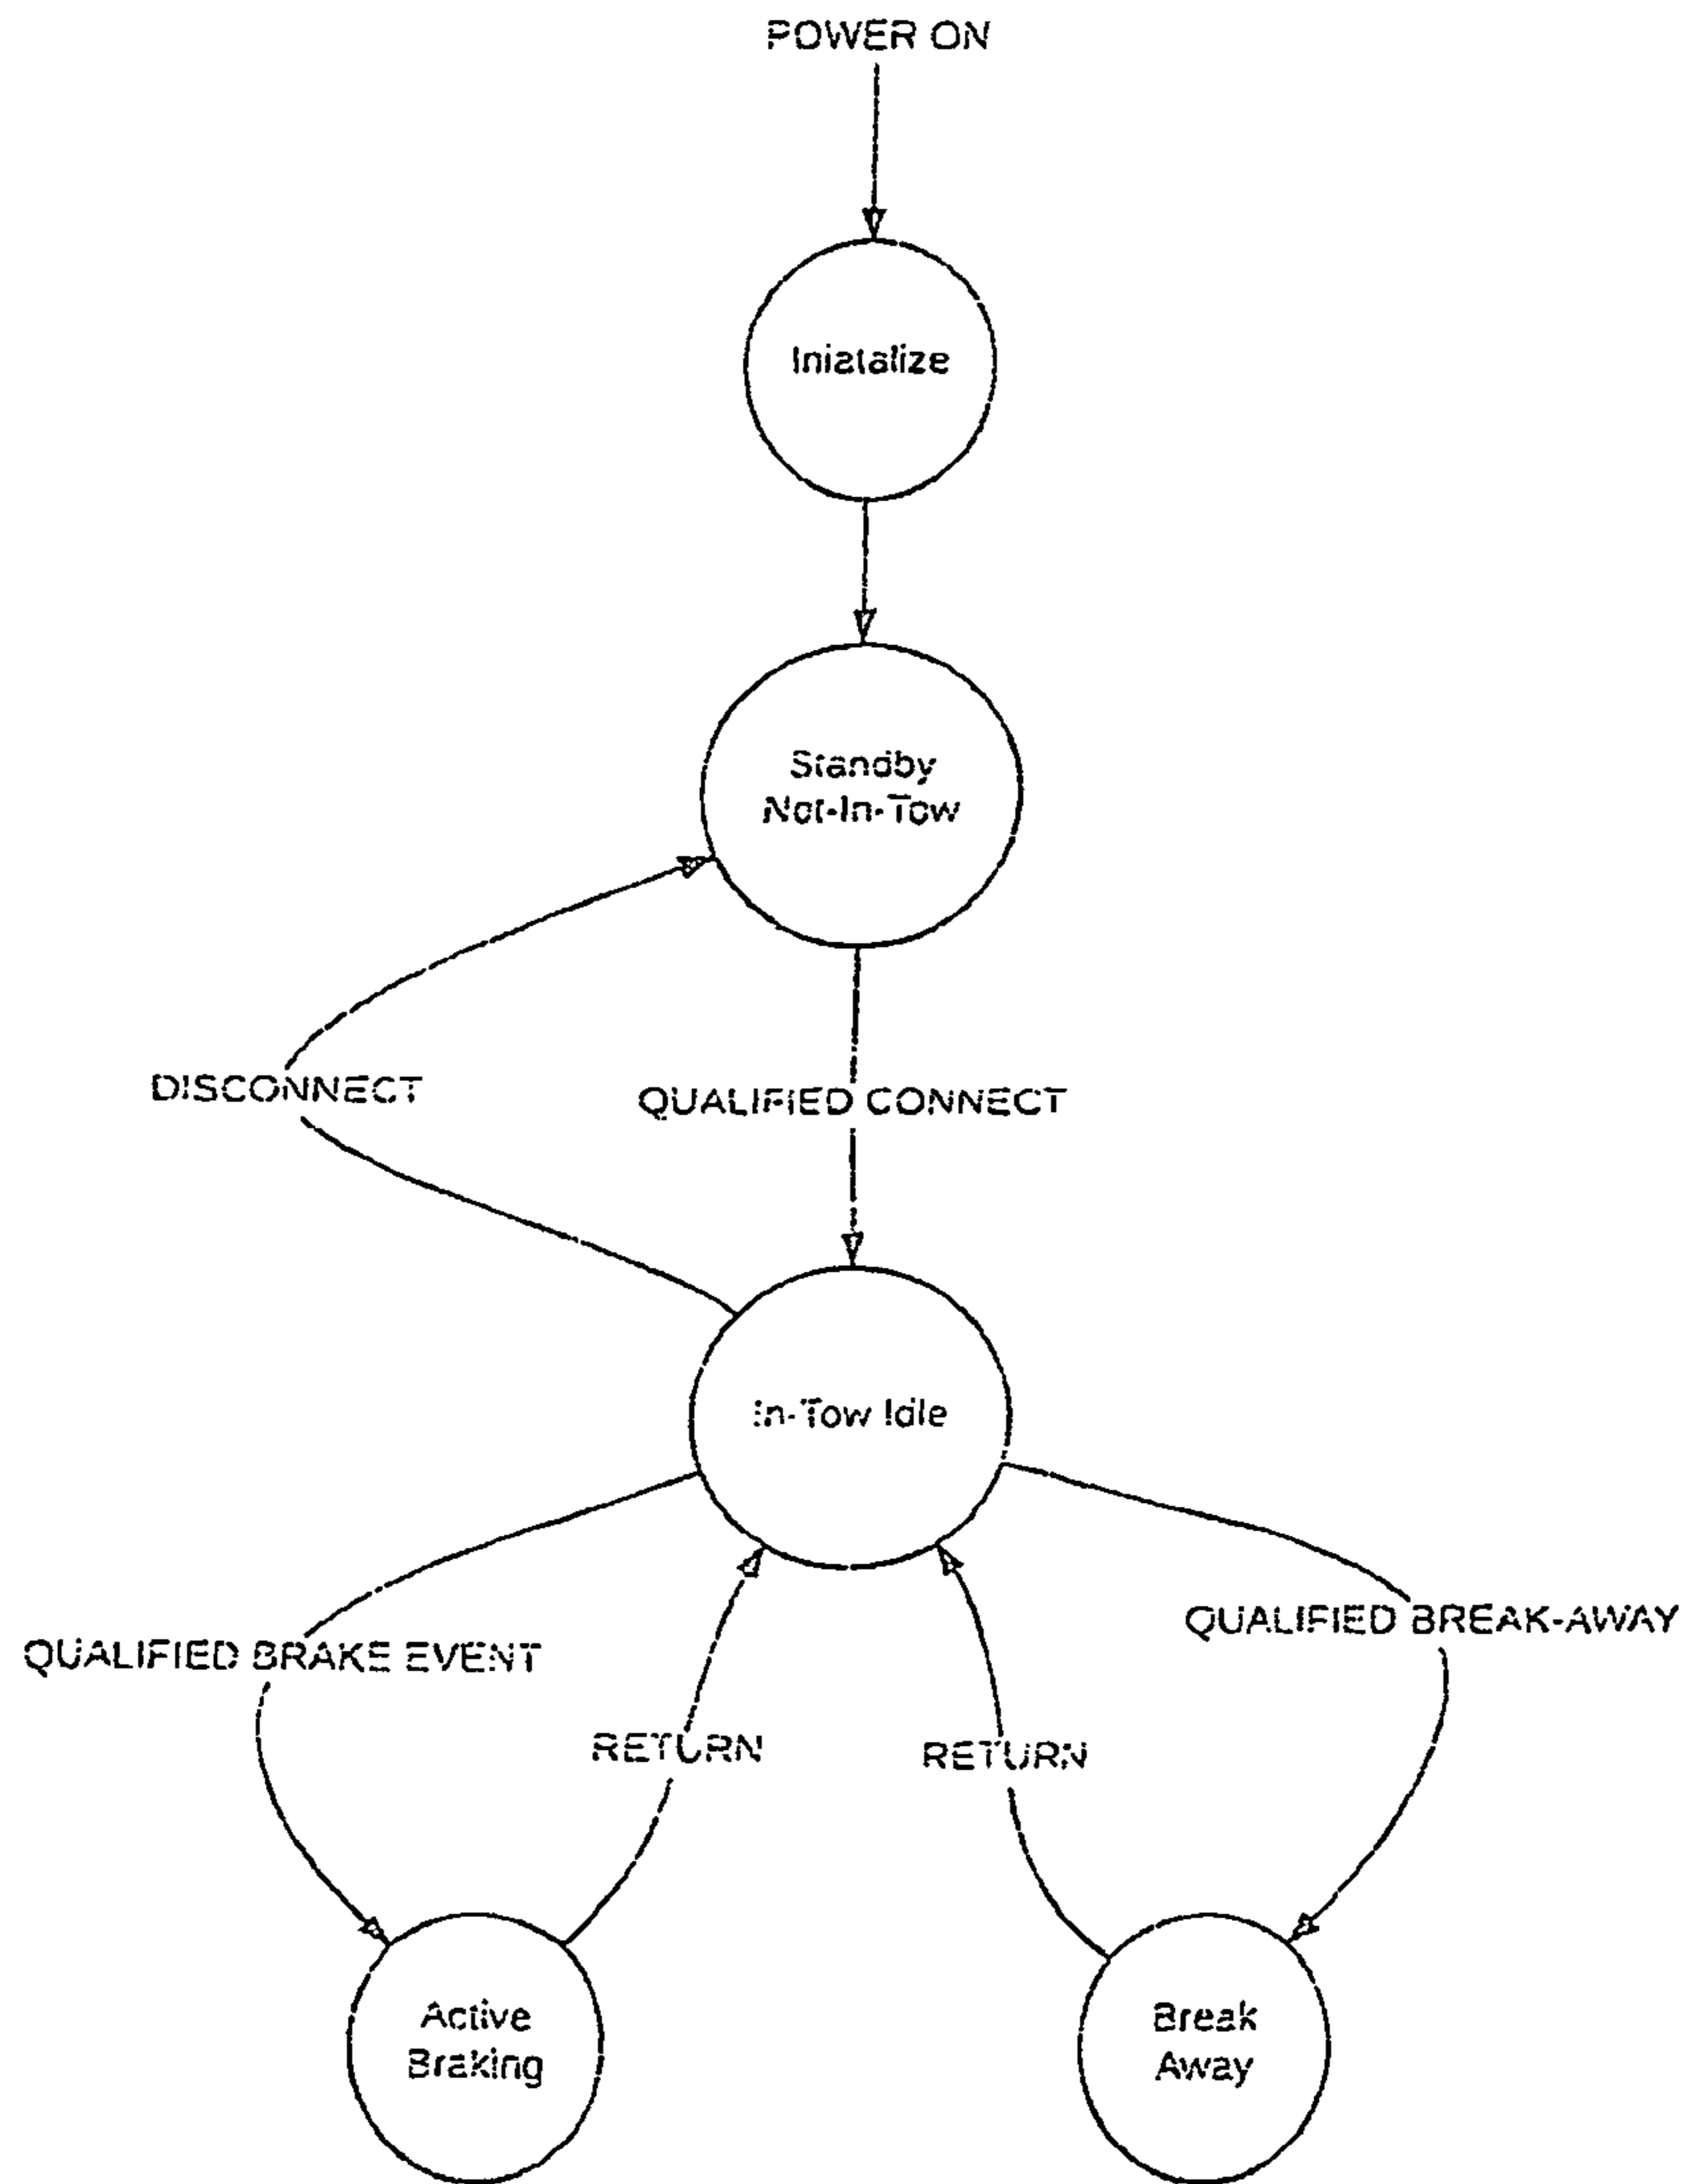 POWER ON
Iniatalize
Standby
Not-In-Tow
DISCONNECT
QUALIFIED CONNECT
In-Tow Idle
QUALIFIED BREAK-AWAY
QUALIFIED BRAKE EVENT
RETURN
RETURN
Active
Braking
Break
Away